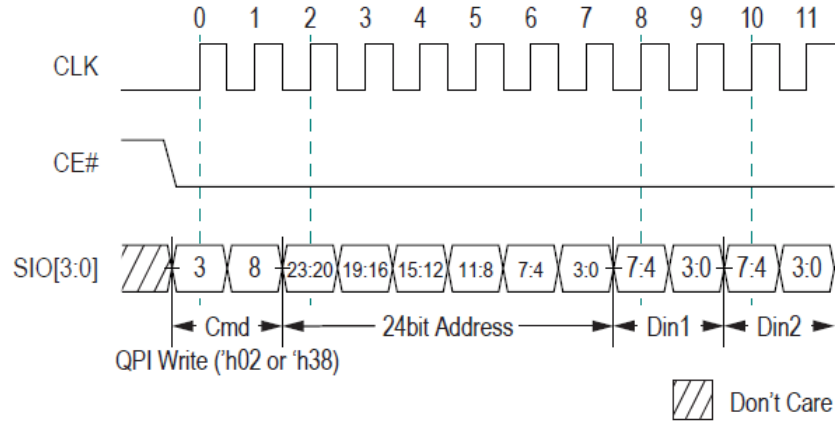 0 1 2 3 4 5 6 7 8 9 10 11
CLK
CE#
SIO[3:0] 3 8 23:20 19:16 15:12 11:8 7:4 3:0 7:4 3:0 7:4 3:0
Cmd 24bit Address Din1 Din2
QPI Write ('h02 or ‘h38)
Don't Care